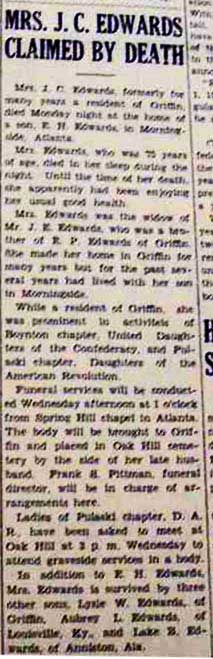 MRS. J. C. EDWARDS
CLAIMED BY DEATH
Mrs. J. C. Edwards, formerly for
many years a resident of Griffin,
died Monday night at the home of
a son, E. H. Edwards, in Morning-
side, Atlanta.
Mrs. Edwards, who was 75 years
of age, died in her sleep during the
night. Until the time of her death,
she apparently had been enjoying
her usual good health.
Mrs. Edwards was the widow of
Mr. J. E. Edwards, who was a bro-
ther of E. P. Edwards of Griffin.
She made her home in Griffin for
many years but for the past sev-
eral years had lived with her son
in Morningside.
While a resident of Griffin, she
was prominent in activities of
Boynton chapter, United Daugh-
ters of the Confederacy, and Pul-
aski chapter, Daughters of the
American Revolution.
Funeral services will be conduct-
ed Wednesday afternoon at 1 o'clock
from Spring Hill chapel in Atlanta.
The body will be brought to Grif-
fin and placed in Oak Hill ceme-
tery by the side of her late hus-
band. Frank S. Pittman, funeral
director, will be in charge of ar-
rangements here.
Ladies of Pulaski chapter, D. A.
R., have been asked to meet at
Oak Hill at 3 p. m. Wednesday to
attend graveside services in a body.
In addition to E. H. Edwards,
Mrs. Edwards is survived by three
other sons, Lysle W. Edwards, of
Griffin, Aubrey L. Edwards, of
Louisville, Ky., and Lake B. Ed-
wards, of Anniston, Ala.